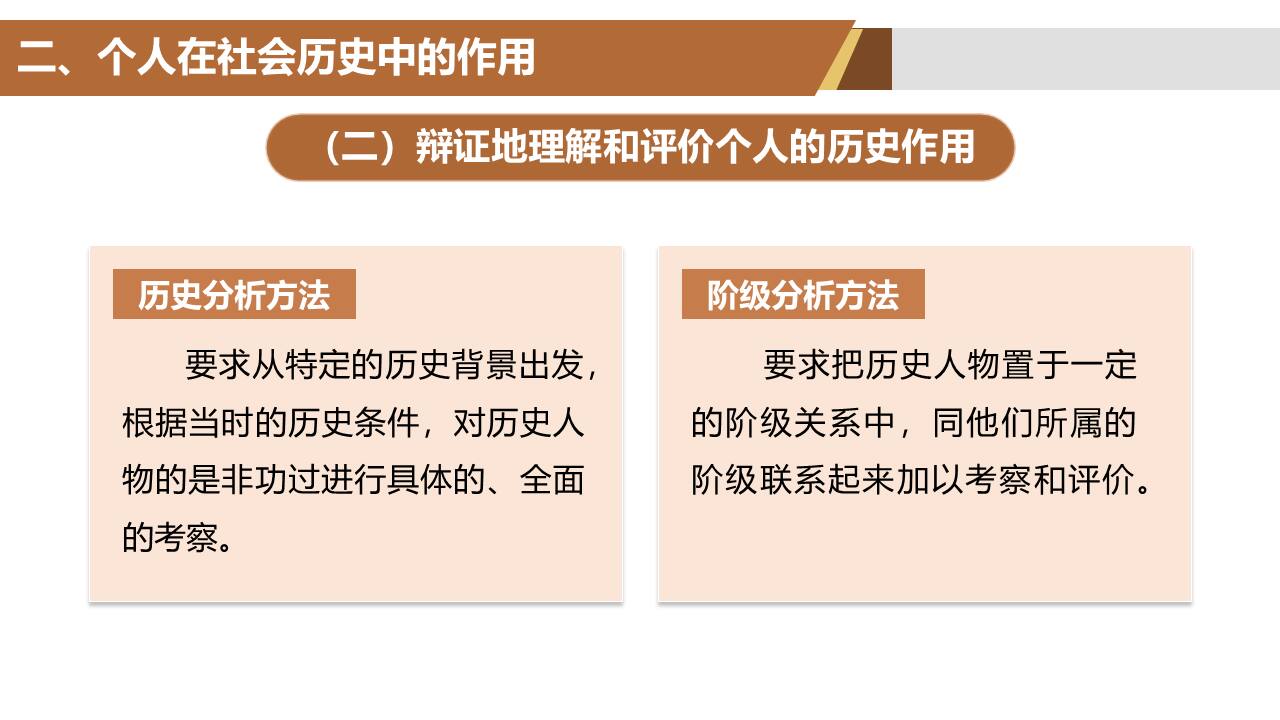 二、个人在社会历史中的作用
（二）辩证地理解和评价个人的历史作用
历史分析方法
要求从特定的历史背景出发，
根据当时的历史条件，对历史人
物的是非功过进行具体的、全面
的考察。
阶级分析方法
要求把历史人物置于一定
的阶级关系中，同他们所属的
阶级联系起来加以考察和评价。